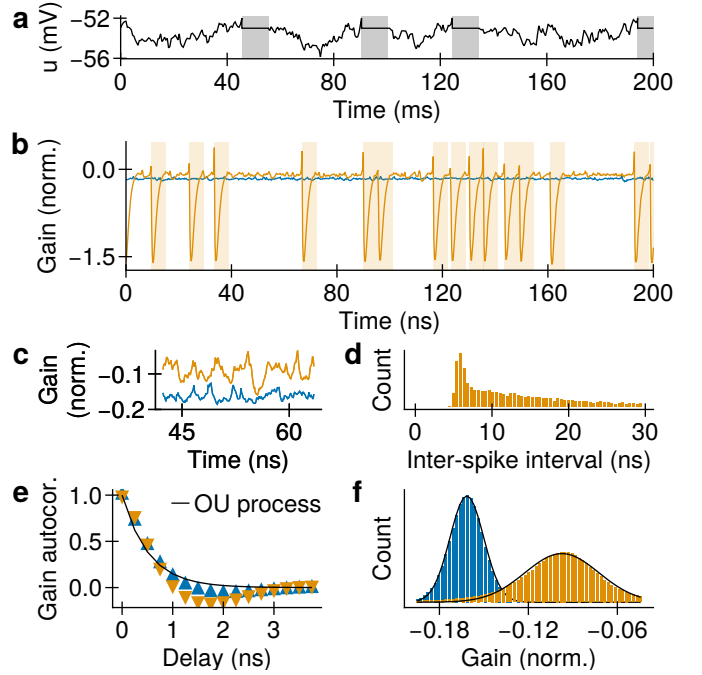 a
u (mV)
−52
−56
0 40 80 120 160 200
Time (ms)
b
Gain (norm.)
0.0
−1.5
0 40 80 120 160 200
Time (ns)
c
Gain
(norm.)
−0.1
−0.2
45 60
Time (ns)
d
Count
0 10 20 30
Inter-spike interval (ns)
e
Gain autocor.
1.0
0.5
0.0
OU process
0 1 2 3
Delay (ns)
f
Count
−0.18 −0.12 −0.06
Gain (norm.)